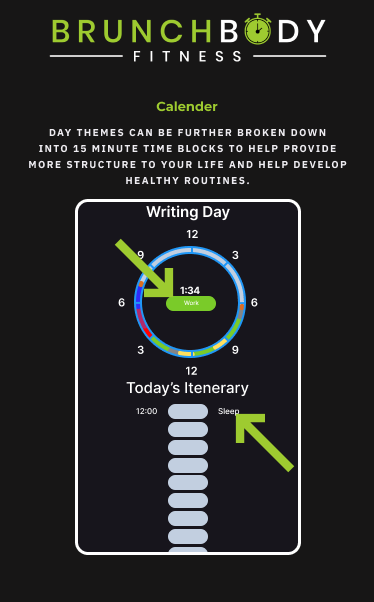 BRUNCHBODY
FITNESS
Calender
DAY THEMES CAN BE FURTHER BROKEN DOWN
INTO 15 MINUTE TIME BLOCKS TO HELP PROVIDE
MORE STRUCTURE TO YOUR LIFE AND HELP DEVELOP
HEALTHY ROUTINES.
Writing Day
12
9 3
1:34
6 Work 6
3 9
12
Today's Itenerary
12:00 Sleep